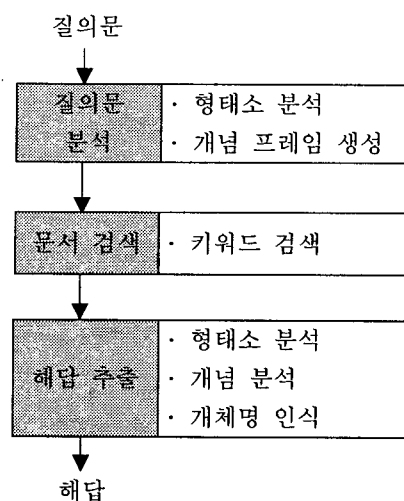 질의문
질의문
분석
· 형태소 분석
· 개념 프레임 생성
문서 검색
· 키워드 검색
해답 추출
· 형태소 분석
· 개념 분석
· 개체명 인식
해답